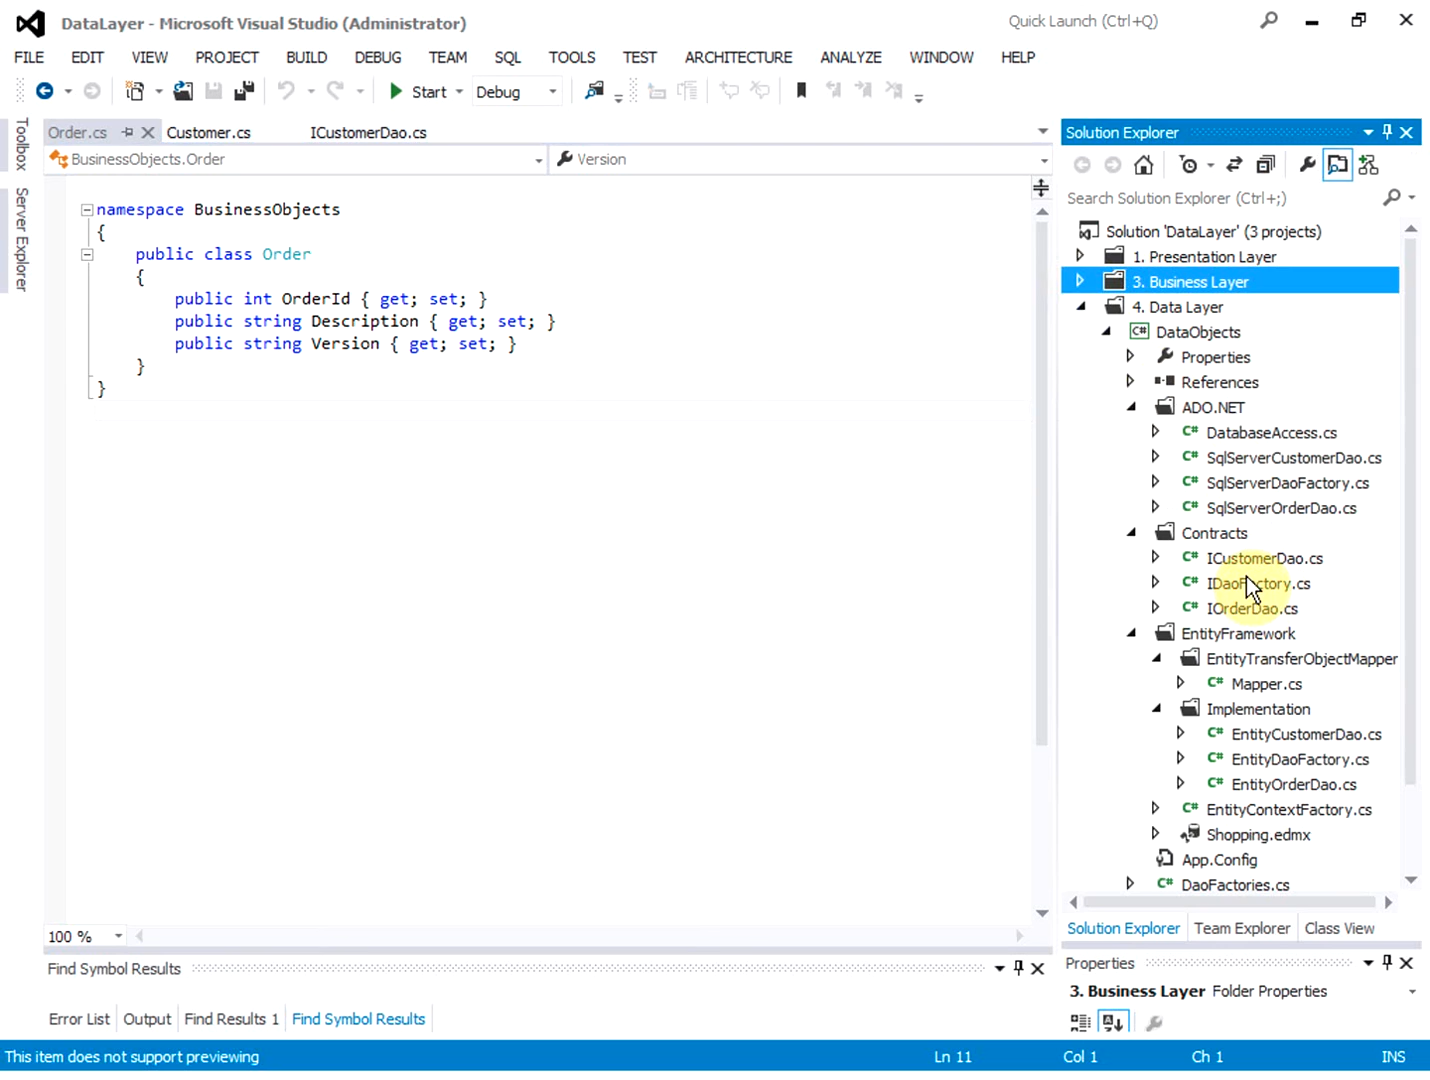 DataLayer - Microsoft Visual Studio (Administrator)
Quick Launch (Ctrl+Q)
FILE EDIT VIEW PROJECT BUILD DEBUG TEAM SQL TOOLS TEST ARCHITECTURE ANALYZE WINDOW HELP
Start Debug
Toolbox
Server Explorer
Order.cs Customer.cs ICustomerDao.cs
BusinessObjects.Order Version
namespace BusinessObjects
{
public class Order
{
public int OrderId { get; set; }
public string Description { get; set; }
public string Version { get; set; }
}
}
100 %
Solution Explorer
Search Solution Explorer (Ctrl+;)
Solution 'DataLayer' (3 projects)
1. Presentation Layer
3. Business Layer
4. Data Layer
C# DataObjects
Properties
References
ADO.NET
C# DatabaseAccess.cs
C# SqlServerCustomerDao.cs
C# SqlServerDaoFactory.cs
C# SqlServerOrderDao.cs
Contracts
C# ICustomerDao.cs
C# IDaoFactory.cs
C# IOrderDao.cs
EntityFramework
EntityTransferObjectMapper
C# Mapper.cs
Implementation
C# EntityCustomerDao.cs
C# EntityDaoFactory.cs
C# EntityOrderDao.cs
C# EntityContextFactory.cs
Shopping.edmx
App.Config
C# DaoFactories.cs
Solution Explorer Team Explorer Class View
Find Symbol Results
Error List Output Find Results 1 Find Symbol Results
Properties
3. Business Layer Folder Properties
This item does not support previewing Ln 11 Col 1 Ch 1 INS